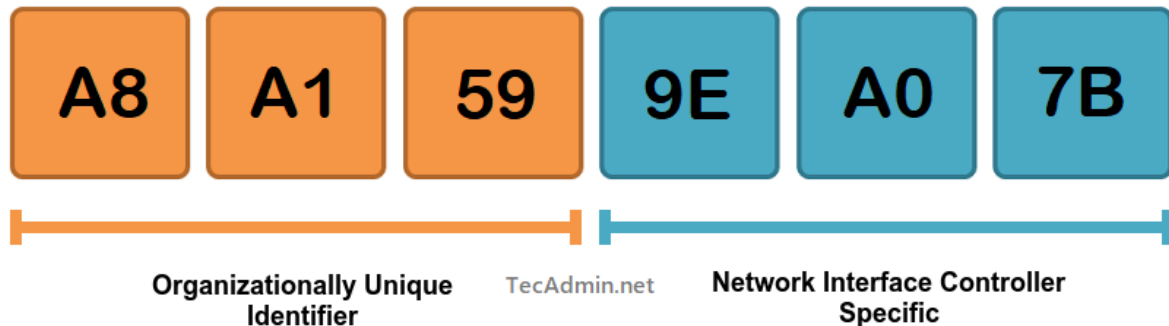 A8 A1 59 9E A0 7B
Organizationally Unique
Identifier
TecAdmin.net
Network Interface Controller
Specific